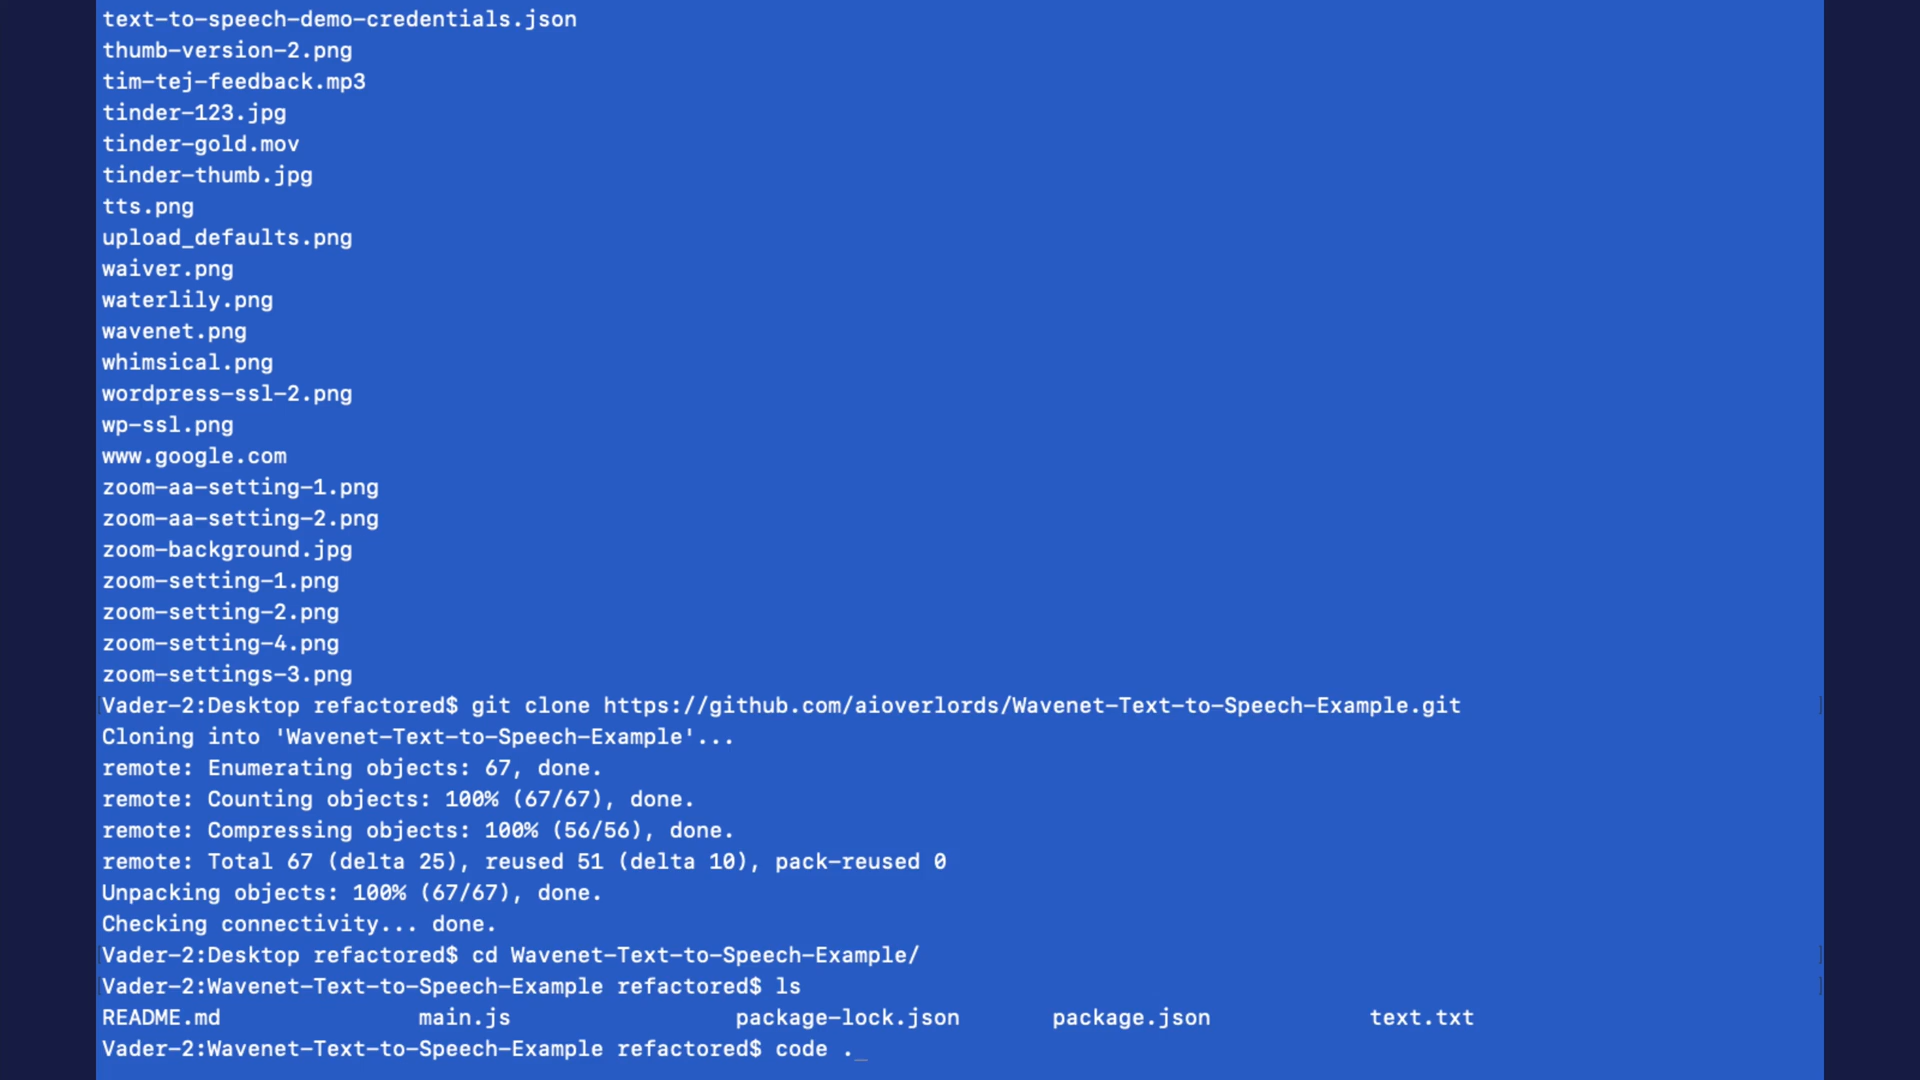 text-to-speech-demo-credentials.json
thumb-version-2.png
tim-tej-feedback.mp3
tinder-123.jpg
tinder-gold.mov
tinder-thumb.jpg
tts.png
upload_defaults.png
waiver.png
waterlily.png
wavenet.png
whimsical.png
wordpress-ssl-2.png
wp-ssl.png
www.google.com
zoom-aa-setting-1.png
zoom-aa-setting-2.png
zoom-background.jpg
zoom-setting-1.png
zoom-setting-2.png
zoom-setting-4.png
zoom-settings-3.png
Vader-2:Desktop refactored$ git clone https://github.com/aioverlords/Wavenet-Text-to-Speech-Example.git
Cloning into 'Wavenet-Text-to-Speech-Example'...
remote: Enumerating objects: 67, done.
remote: Counting objects: 100% (67/67), done.
remote: Compressing objects: 100% (56/56), done.
remote: Total 67 (delta 25), reused 51 (delta 10), pack-reused 0
Unpacking objects: 100% (67/67), done.
Checking connectivity... done.
Vader-2:Desktop refactored$ cd Wavenet-Text-to-Speech-Example/
Vader-2:Wavenet-Text-to-Speech-Example refactored$ ls
README.md main.js package-lock.json package.json text.txt
Vader-2:Wavenet-Text-to-Speech-Example refactored$ code ._